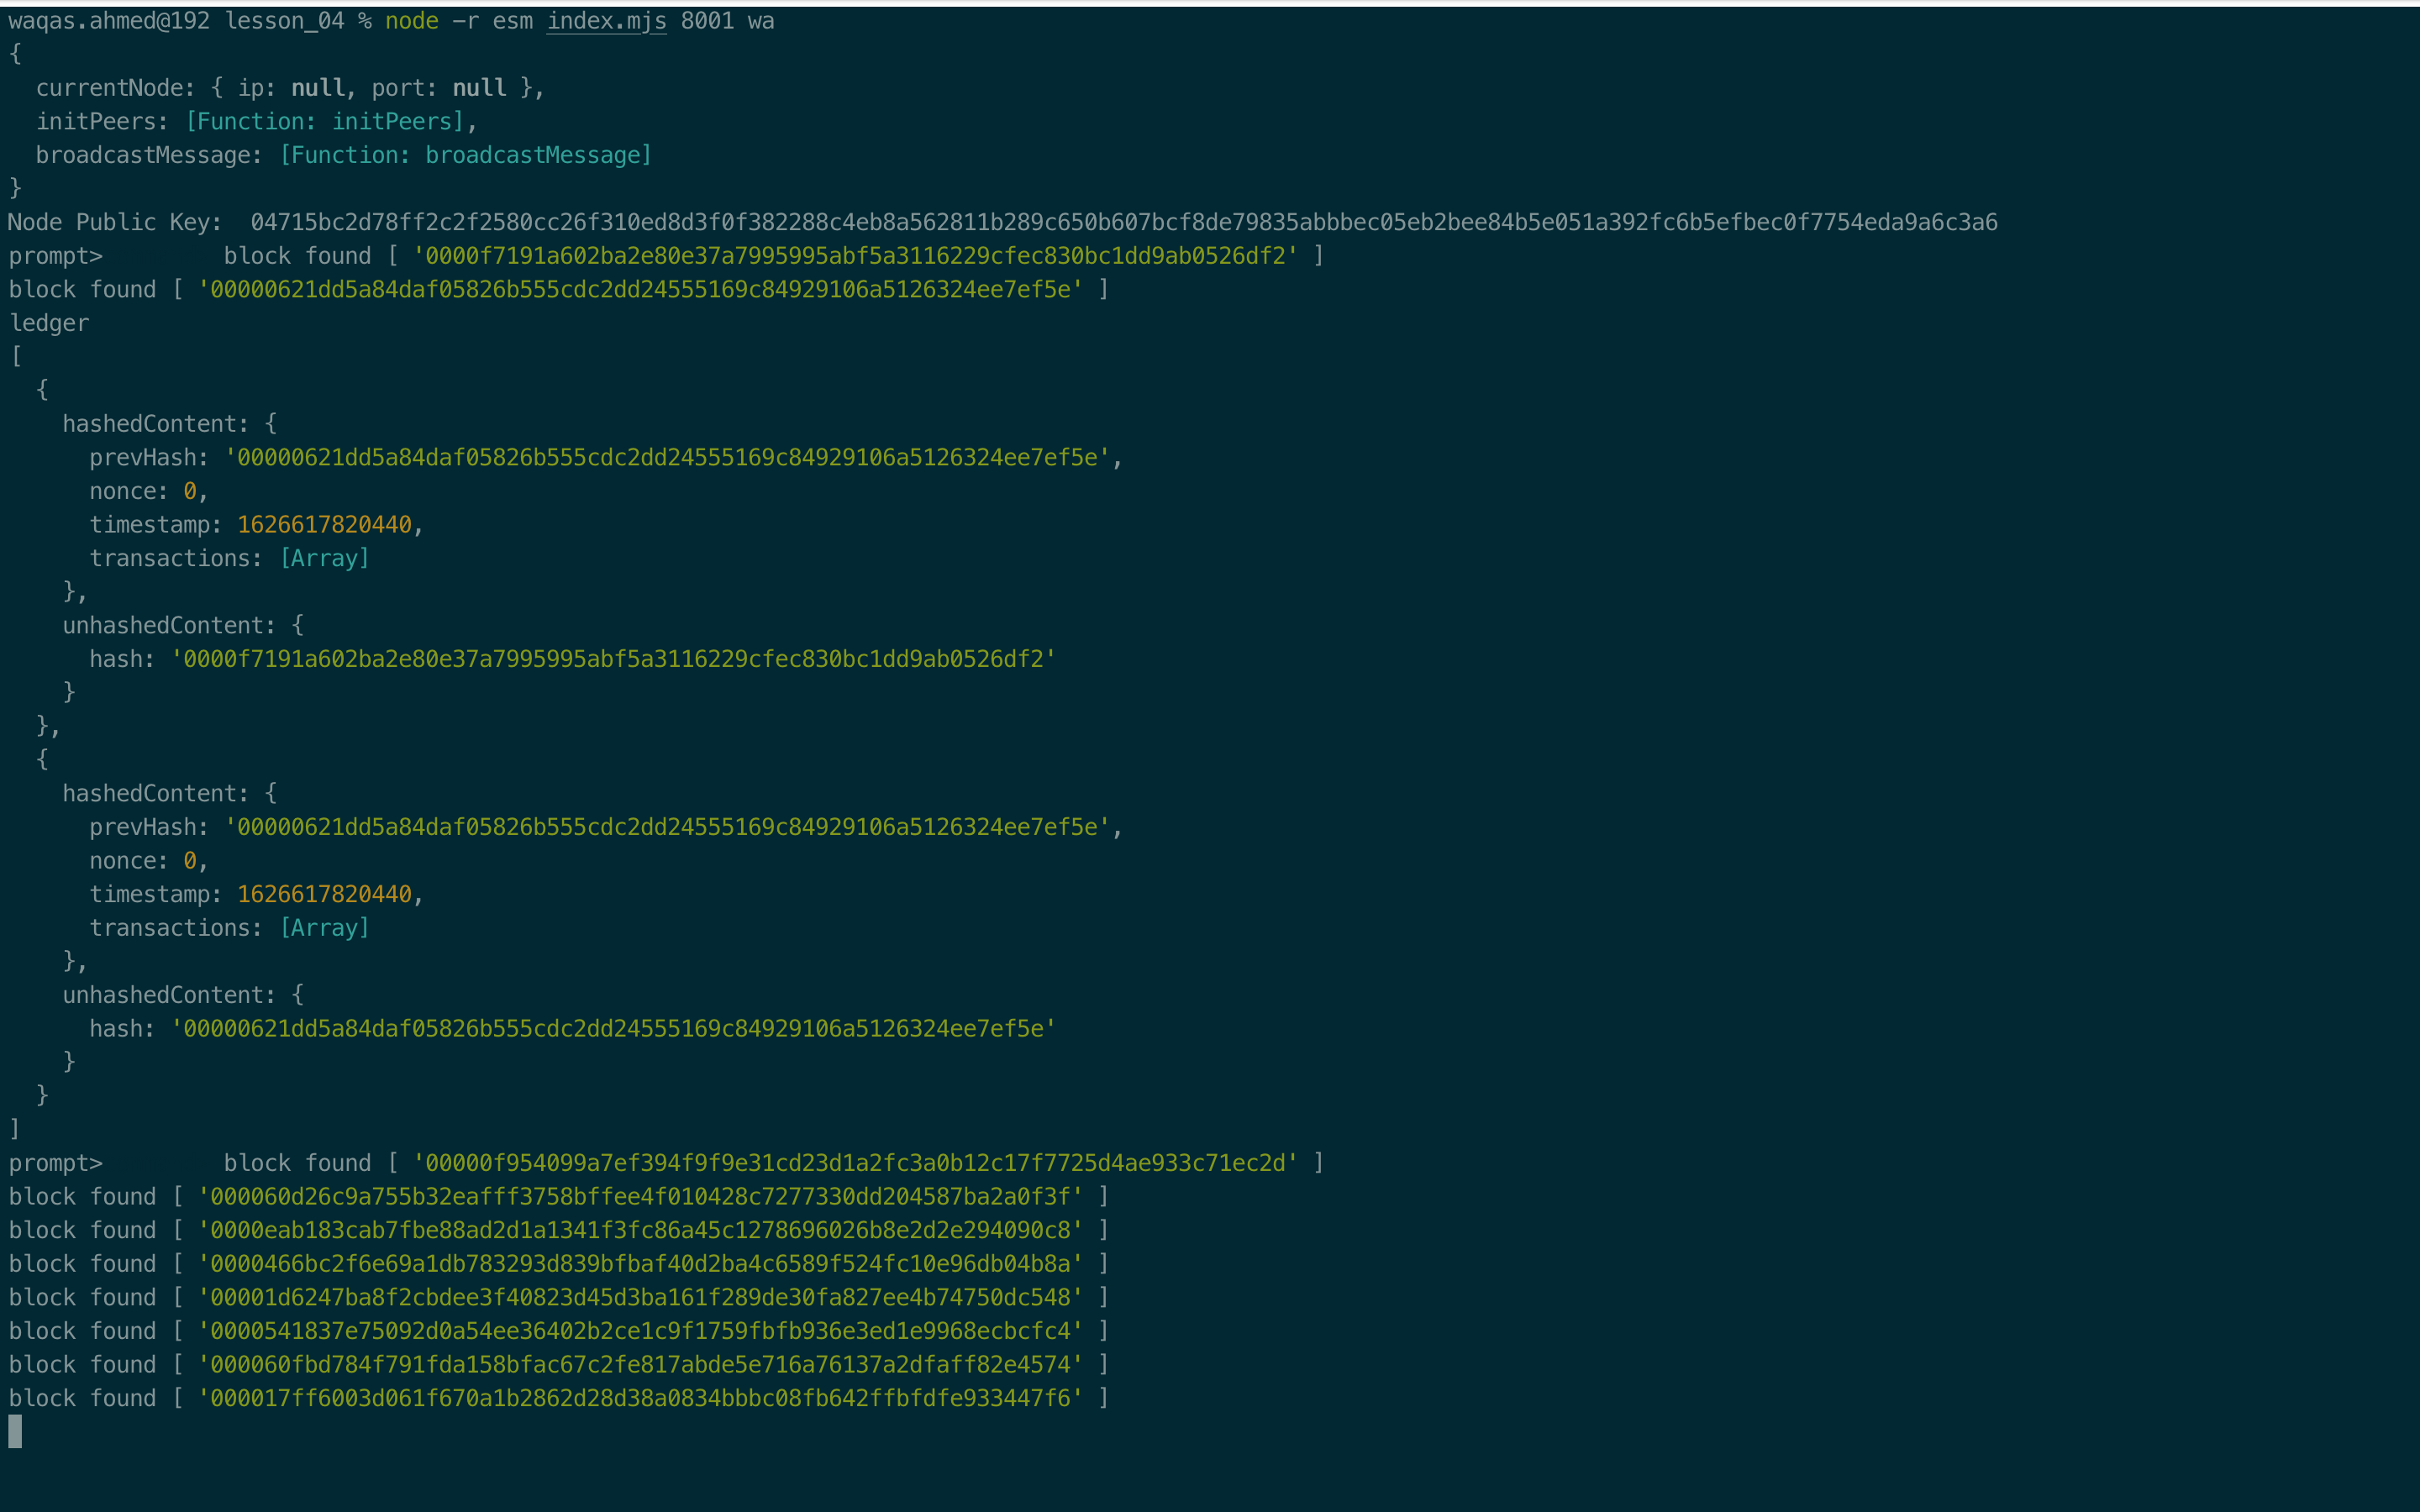 waqas.ahmed@192 lesson_04 % node -r esm index.mjs 8001 wa
{
  currentNode: { ip: null, port: null },
  initPeers: [Function: initPeers],
  broadcastMessage: [Function: broadcastMessage]
}
Node Public Key:  04715bc2d78ff2c2f2580cc26f310ed8d3f0f382288c4eb8a562811b289c650b607bcf8de79835abbbec05eb2bee84b5e051a392fc6b5efbec0f7754eda9a6c3a6
prompt>         block found [ '0000f7191a602ba2e80e37a7995995abf5a3116229cfec830bc1dd9ab0526df2' ]
block found [ '00000621dd5a84daf05826b555cdc2dd24555169c84929106a5126324ee7ef5e' ]
ledger
[
  {
    hashedContent: {
      prevHash: '00000621dd5a84daf05826b555cdc2dd24555169c84929106a5126324ee7ef5e',
      nonce: 0,
      timestamp: 1626617820440,
      transactions: [Array]
    },
    unhashedContent: {
      hash: '0000f7191a602ba2e80e37a7995995abf5a3116229cfec830bc1dd9ab0526df2'
    }
  },
  {
    hashedContent: {
      prevHash: '00000621dd5a84daf05826b555cdc2dd24555169c84929106a5126324ee7ef5e',
      nonce: 0,
      timestamp: 1626617820440,
      transactions: [Array]
    },
    unhashedContent: {
      hash: '00000621dd5a84daf05826b555cdc2dd24555169c84929106a5126324ee7ef5e'
    }
  }
]
prompt>         block found [ '00000f954099a7ef394f9f9e31cd23d1a2fc3a0b12c17f7725d4ae933c71ec2d' ]
block found [ '000060d26c9a755b32eafff3758bffee4f010428c7277330dd204587ba2a0f3f' ]
block found [ '0000eab183cab7fbe88ad2d1a1341f3fc86a45c1278696026b8e2d2e294090c8' ]
block found [ '0000466bc2f6e69a1db783293d839bfbaf40d2ba4c6589f524fc10e96db04b8a' ]
block found [ '00001d6247ba8f2cbdee3f40823d45d3ba161f289de30fa827ee4b74750dc548' ]
block found [ '0000541837e75092d0a54ee36402b2ce1c9f1759fbfb936e3ed1e9968ecbcfc4' ]
block found [ '000060fbd784f791fda158bfac67c2fe817abde5e716a76137a2dfaff82e4574' ]
block found [ '000017ff6003d061f670a1b2862d28d38a0834bbbc08fb642ffbfdfe933447f6' ]